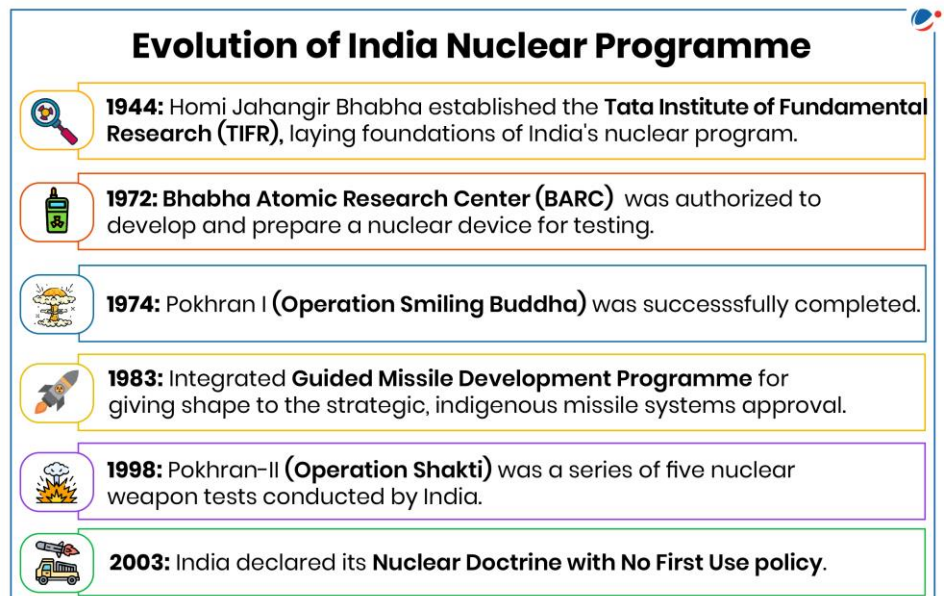 Evolution of India Nuclear Programme
1944: Homi Jahangir Bhabha established the Tata Institute of Fundamental
Research (TIFR), laying foundations of India's nuclear program.
1972: Bhabha Atomic Research Center (BARC) was authorized to
develop and prepare a nuclear device for testing.
1974: Pokhran I (Operation Smiling Buddha) was successsfully completed.
1983: Integrated Guided Missile Development Programme for
giving shape to the strategic, indigenous missile systems approval.
1998: Pokhran-II (Operation Shakti) was a series of five nuclear
weapon tests conducted by India.
2003: India declared its Nuclear Doctrine with No First Use policy.